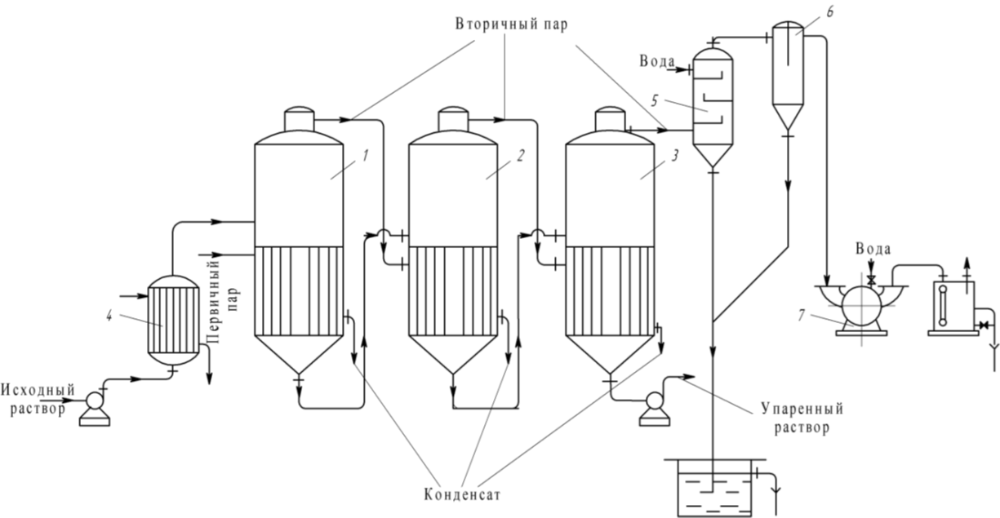 Вторичный пар
6
Вода
5
1
2
3
Первичный
пар
Вода
4
7
Исходный
раствор
Упаренный
раствор
Конденсат